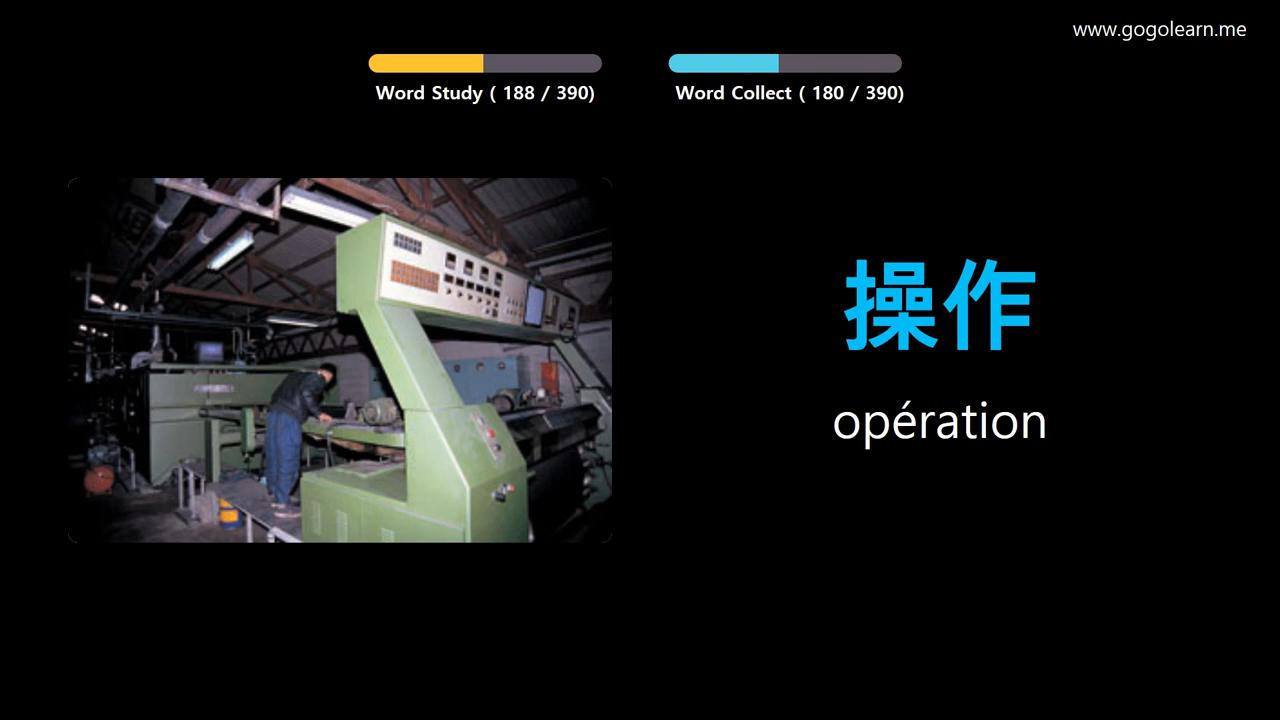 www.gogolearn.me
Word Study ( 188 / 390)
Word Collect ( 180 / 390)
操作
opération